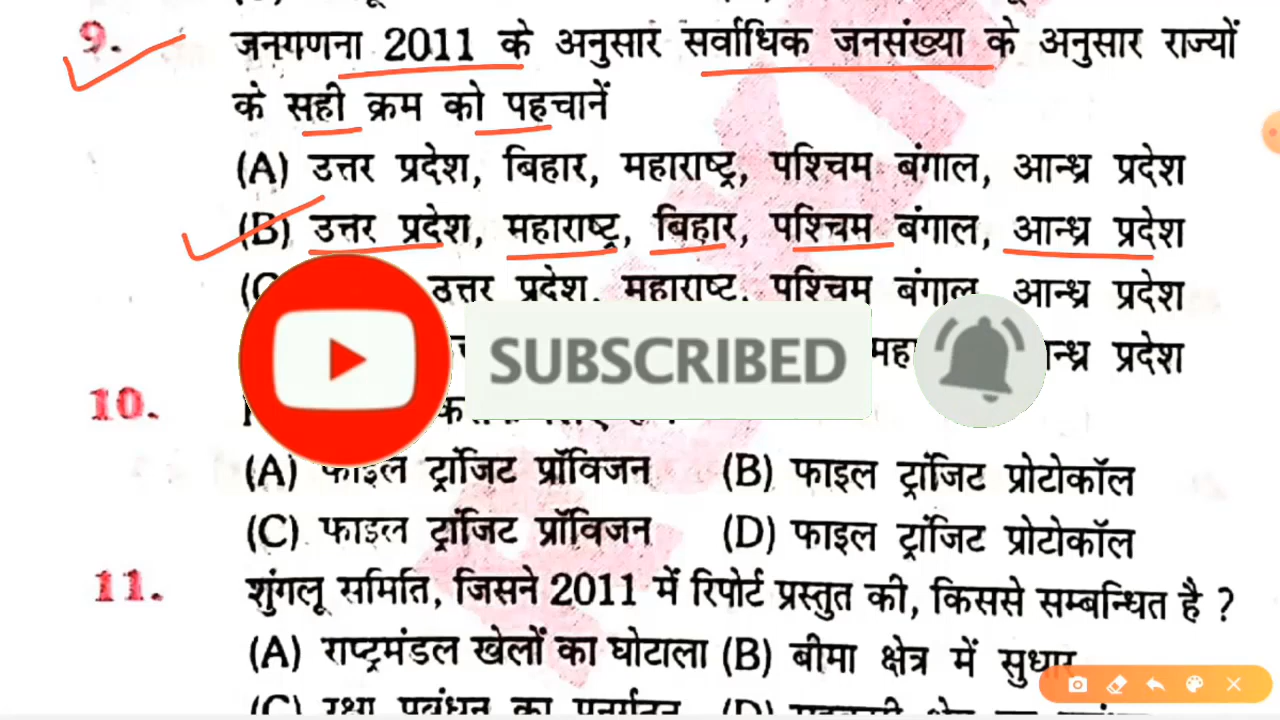 9. जनगणना 2011 के अनुसार सर्वाधिक जनसंख्या के अनुसार राज्यों
के सही क्रम को पहचानें
(A) उत्तर प्रदेश, बिहार, महाराष्ट्र, पश्चिम बंगाल, आन्ध्र प्रदेश
(B) उत्तर प्रदेश, महाराष्ट्र, बिहार, पश्चिम बंगाल, आन्ध्र प्रदेश
उत्तर प्रदेश, महाराष्ट्र, पश्चिम बंगाल, आन्ध्र प्रदेश
प्रदेश
SUBSCRIBED
10.
(A) फाइल ट्रांजिट प्रॉविजन (B) फाइल ट्रांजिट प्रोटोकॉल
(C) फाइल ट्रांजिट प्रॉविजन (D) फाइल ट्रांजिट प्रोटोकॉल
11. शुंगलू समिति, जिसने 2011 में रिपोर्ट प्रस्तुत की, किससे सम्बन्धित है ?
(A) राष्ट्रमंडल खेलों का घोटाला (B) बीमा क्षेत्र में सुधार